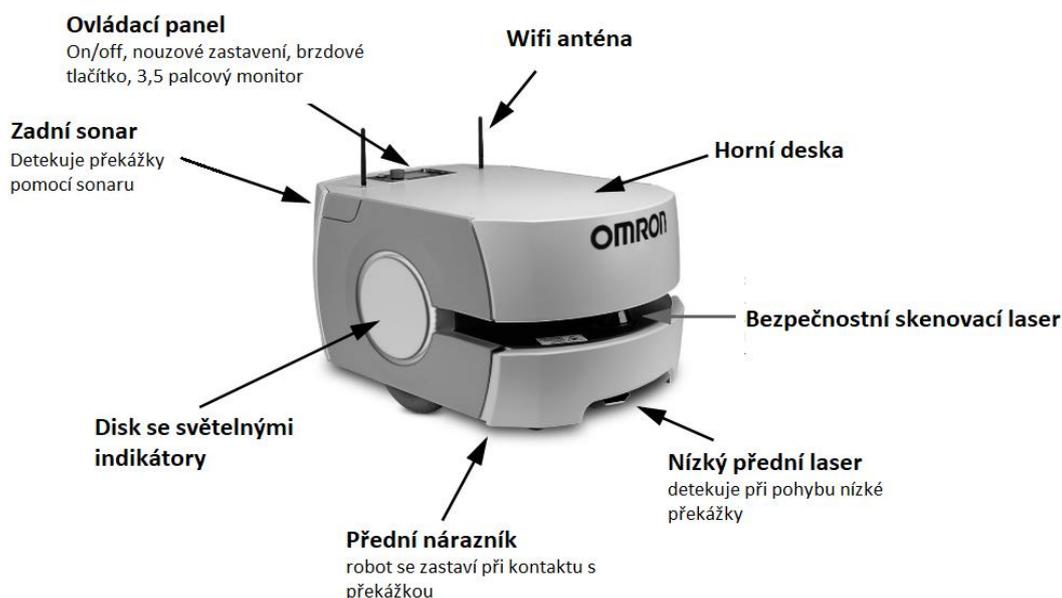 Ovládací panel
On/off, nouzové zastavení, brzdové
tlačítko, 3,5 palcový monitor
Wifi anténa
Zadní sonar
Detekuje překážky
pomocí sonaru
Horní deska
OMRON
Bezpečnostní skenovací laser
Disk se světelnými
indikátory
Nízký přední laser
detekuje při pohybu nízké
překážky
Přední nárazník
robot se zastaví při kontaktu s
překážkou